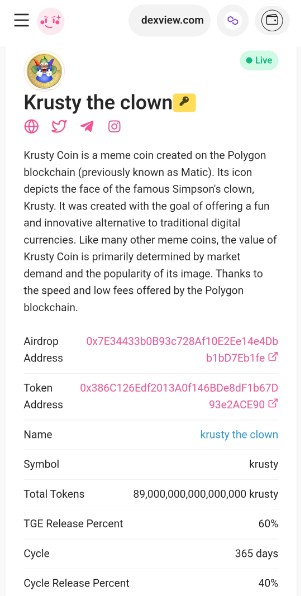 dexview.com
Live
Krusty the clown
Krusty Coin is a meme coin created on the Polygon
blockchain (previously known as Matic). Its icon
depicts the face of the famous Simpson's clown,
Krusty. It was created with the goal of offering a fun
and innovative alternative to traditional digital
currencies. Like many other meme coins, the value of
Krusty Coin is primarily determined by market
demand and the popularity of its image. Thanks to
the speed and low fees offered by the Polygon
blockchain.
Airdrop 0x7E34433b0B93c728Af10E2Ee14e4Db
Address b1bD7Eb1fe
Token 0x386C126Edf2013A0f146BDe8dF1b67D
Address 93e2ACE90
Name krusty the clown
Symbol krusty
Total Tokens 89,000,000,000,000,000 krusty
TGE Release Percent 60%
Cycle 365 days
Cycle Release Percent 40%